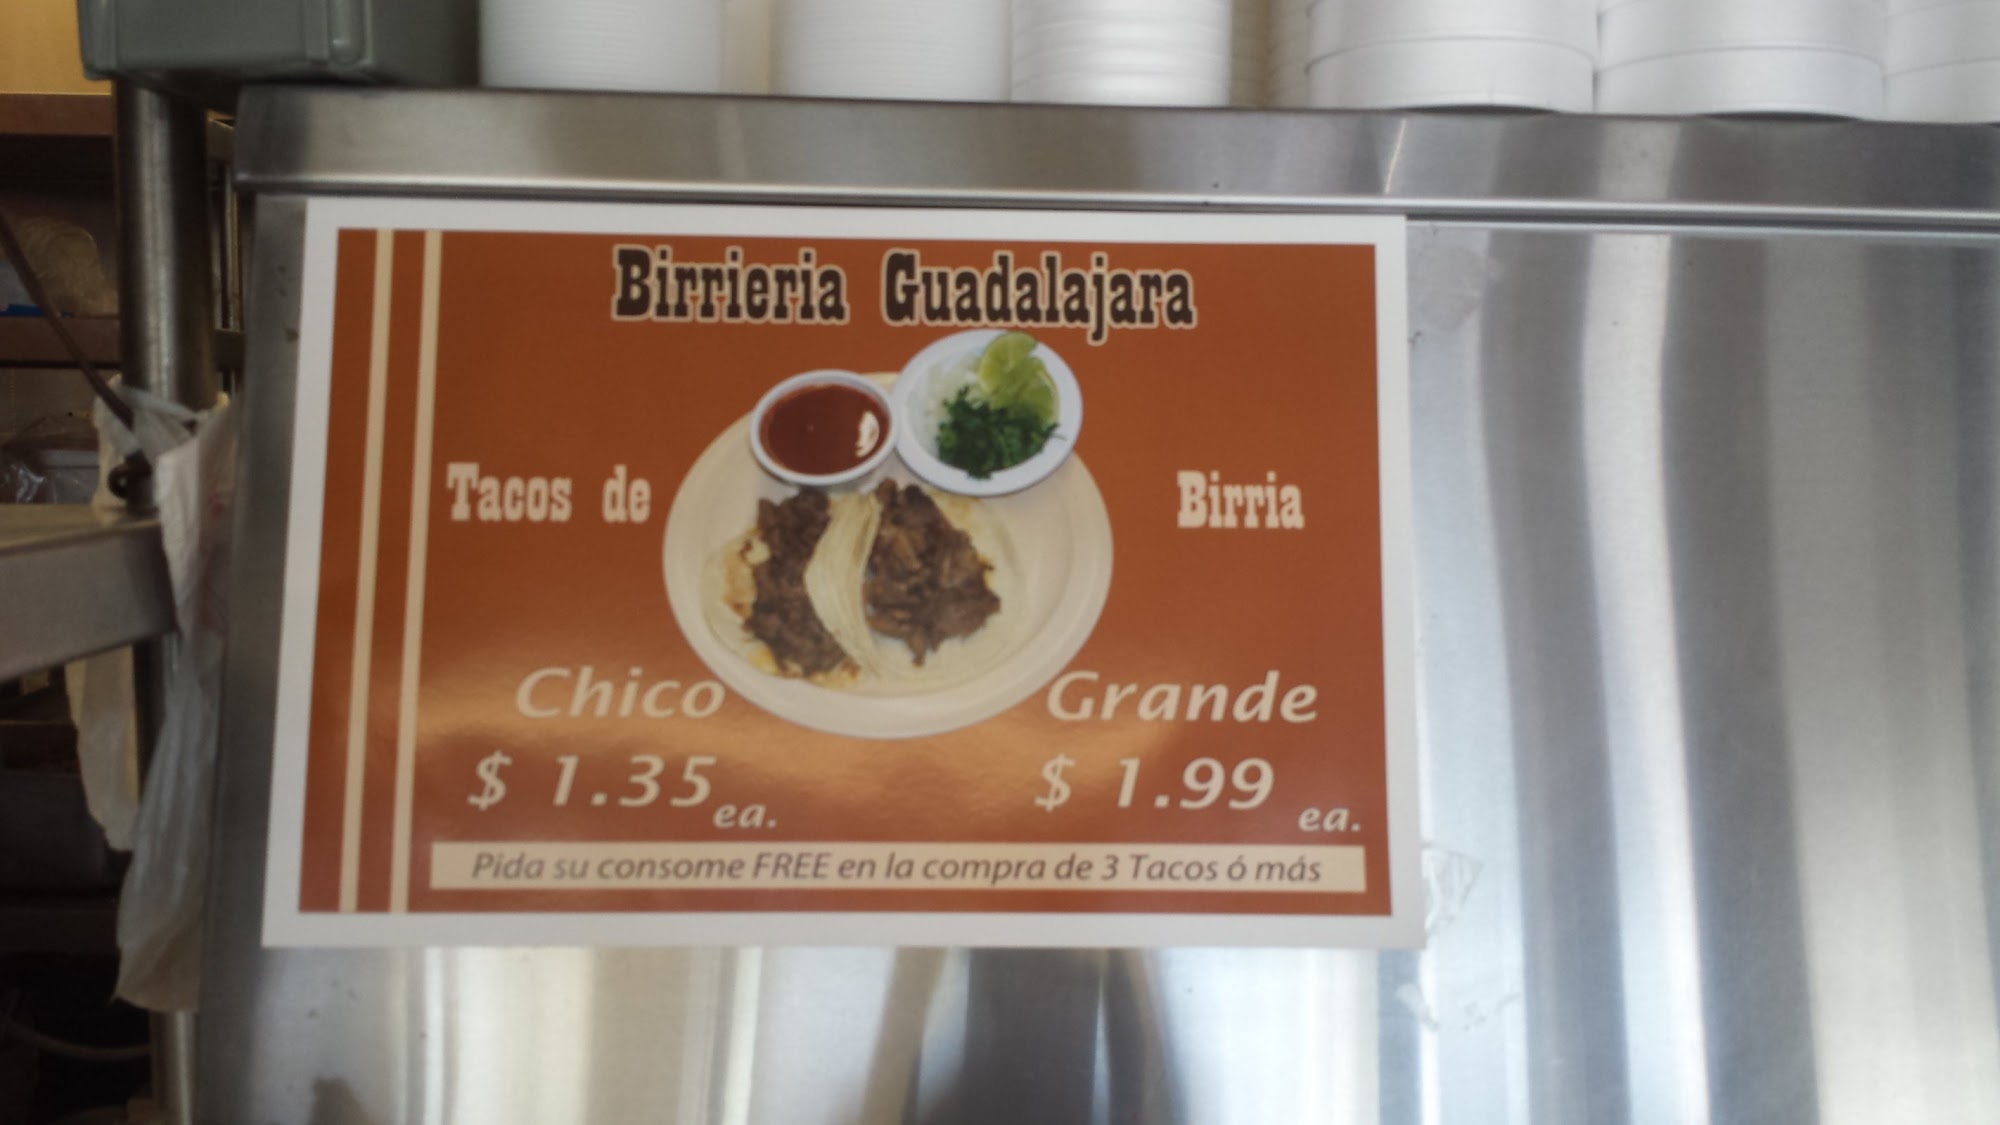 Birrieria Guadalajara
Tacos de Birria
Chico Grande
$ 1.35 ea. $ 1.99 ea.
Pida su consome FREE en la compra de 3 Tacos ó más